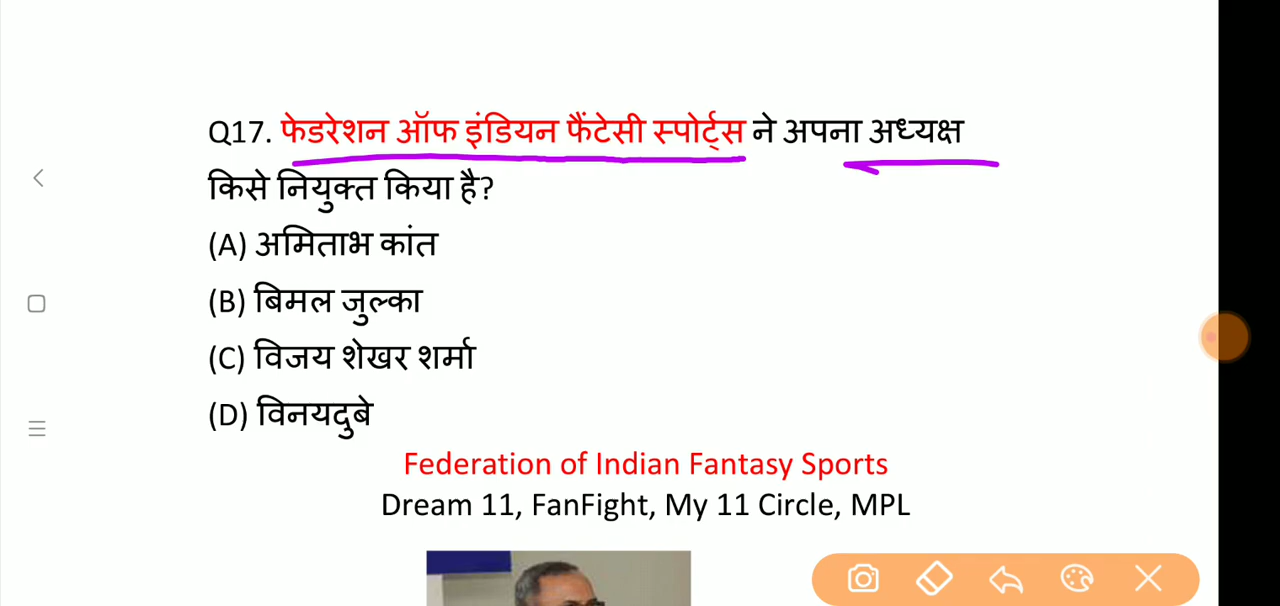 Q17. फेडरेशन ऑफ इंडियन फैंटेसी स्पोर्ट्स ने अपना अध्यक्ष
किसे नियुक्त किया है?
(A) अमिताभ कांत
(B) बिमल जुल्का
(C) विजय शेखर शर्मा
(D) विनयदुबे
Federation of Indian Fantasy Sports
Dream 11, FanFight, My 11 Circle, MPL